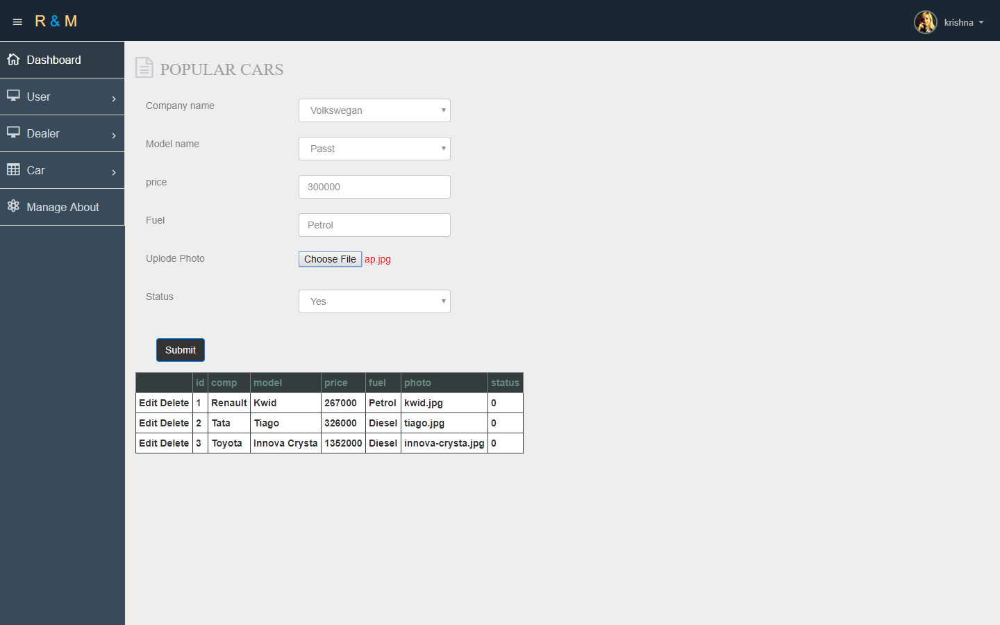 R & M
krishna
Dashboard
User
Dealer
Car
Manage About
POPULAR CARS
Company name Volkswegan
Model name Passt
price 300000
Fuel Petrol
Uplode Photo Choose File ap.jpg
Status Yes
Submit
id comp model price fuel photo status
Edit Delete 1 Renault Kwid 267000 Petrol kwid.jpg 0
Edit Delete 2 Tata Tiago 326000 Diesel tiago.jpg 0
Edit Delete 3 Toyota Innova Crysta 1352000 Diesel innova-crysta.jpg 0